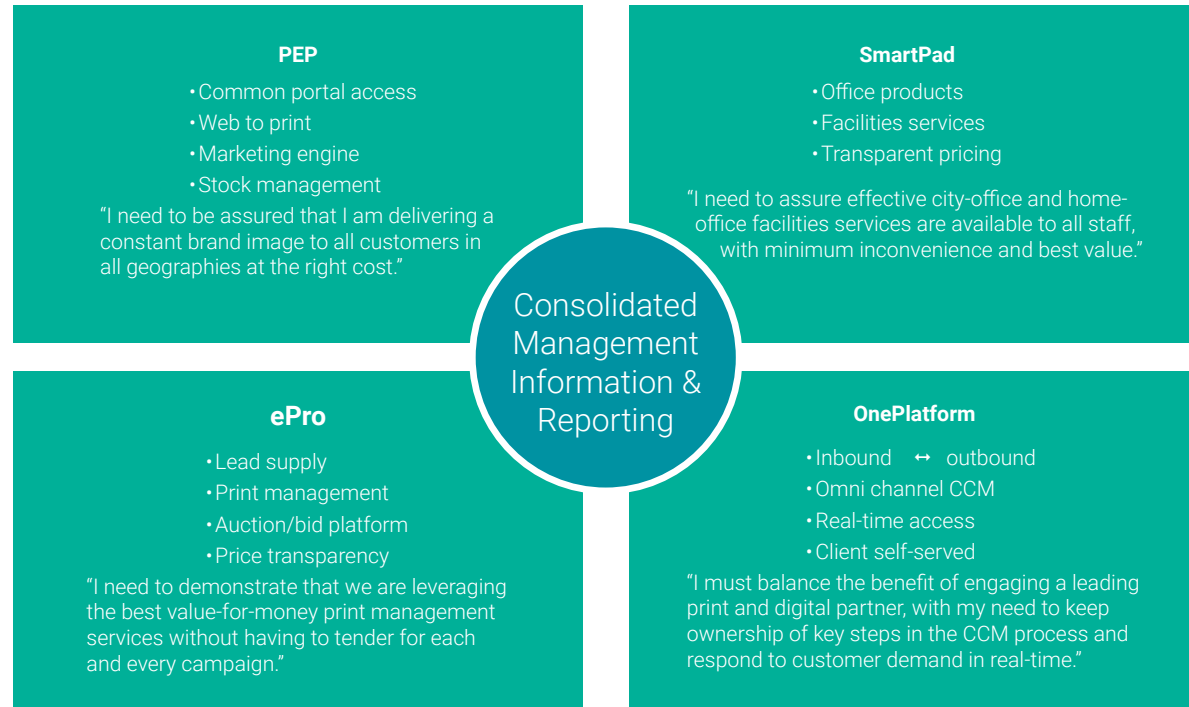 PEP
•Common portal access
•Web to print
•Marketing engine
•Stock management
“I need to be assured that I am delivering a
constant brand image to all customers in
all geographies at the right cost.”
SmartPad
•Office products
•Facilities services
•Transparent pricing
“I need to assure effective city-office and home-
office facilities services are available to all staff,
with minimum inconvenience and best value.”
Consolidated
Management
Information &
Reporting
ePro
•Lead supply
•Print management
•Auction/bid platform
•Price transparency
“I need to demonstrate that we are leveraging
the best value-for-money print management
services without having to tender for each
and every campaign.”
OnePlatform
•Inbound ↔ outbound
•Omni channel CCM
•Real-time access
•Client self-served
“I must balance the benefit of engaging a leading
print and digital partner, with my need to keep
ownership of key steps in the CCM process and
respond to customer demand in real-time.”